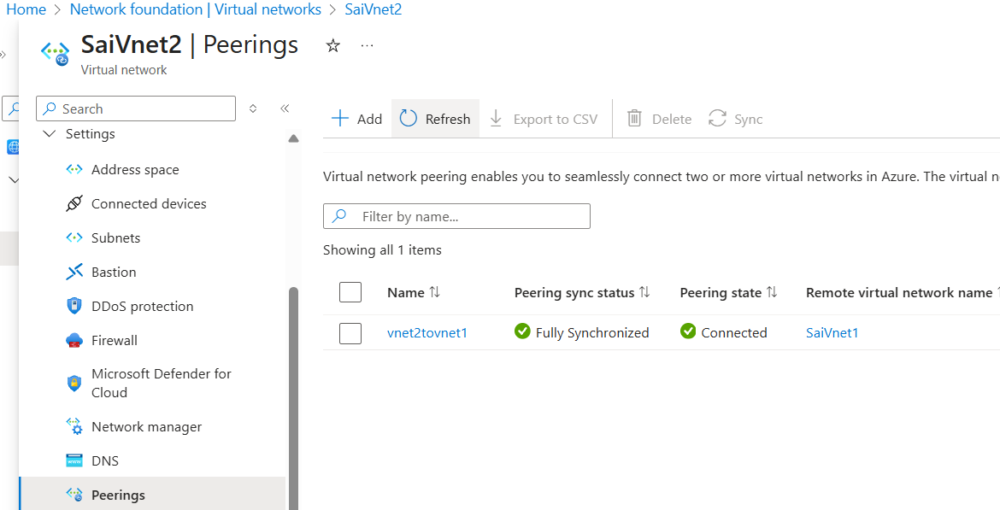 Home > Network foundation | Virtual networks > SaiVnet2
SaiVnet2 | Peerings ☆ ...
Virtual network
Search
Settings
Address space
Connected devices
Subnets
Bastion
DDoS protection
Firewall
Microsoft Defender for
Cloud
Network manager
DNS
Peerings
Add Refresh Export to CSV Delete Sync
Virtual network peering enables you to seamlessly connect two or more virtual networks in Azure. The virtual
Filter by name...
Showing all 1 items
Name Peering sync status Peering state Remote virtual network name
vnet2tovnet1 Fully Synchronized Connected SaiVnet1